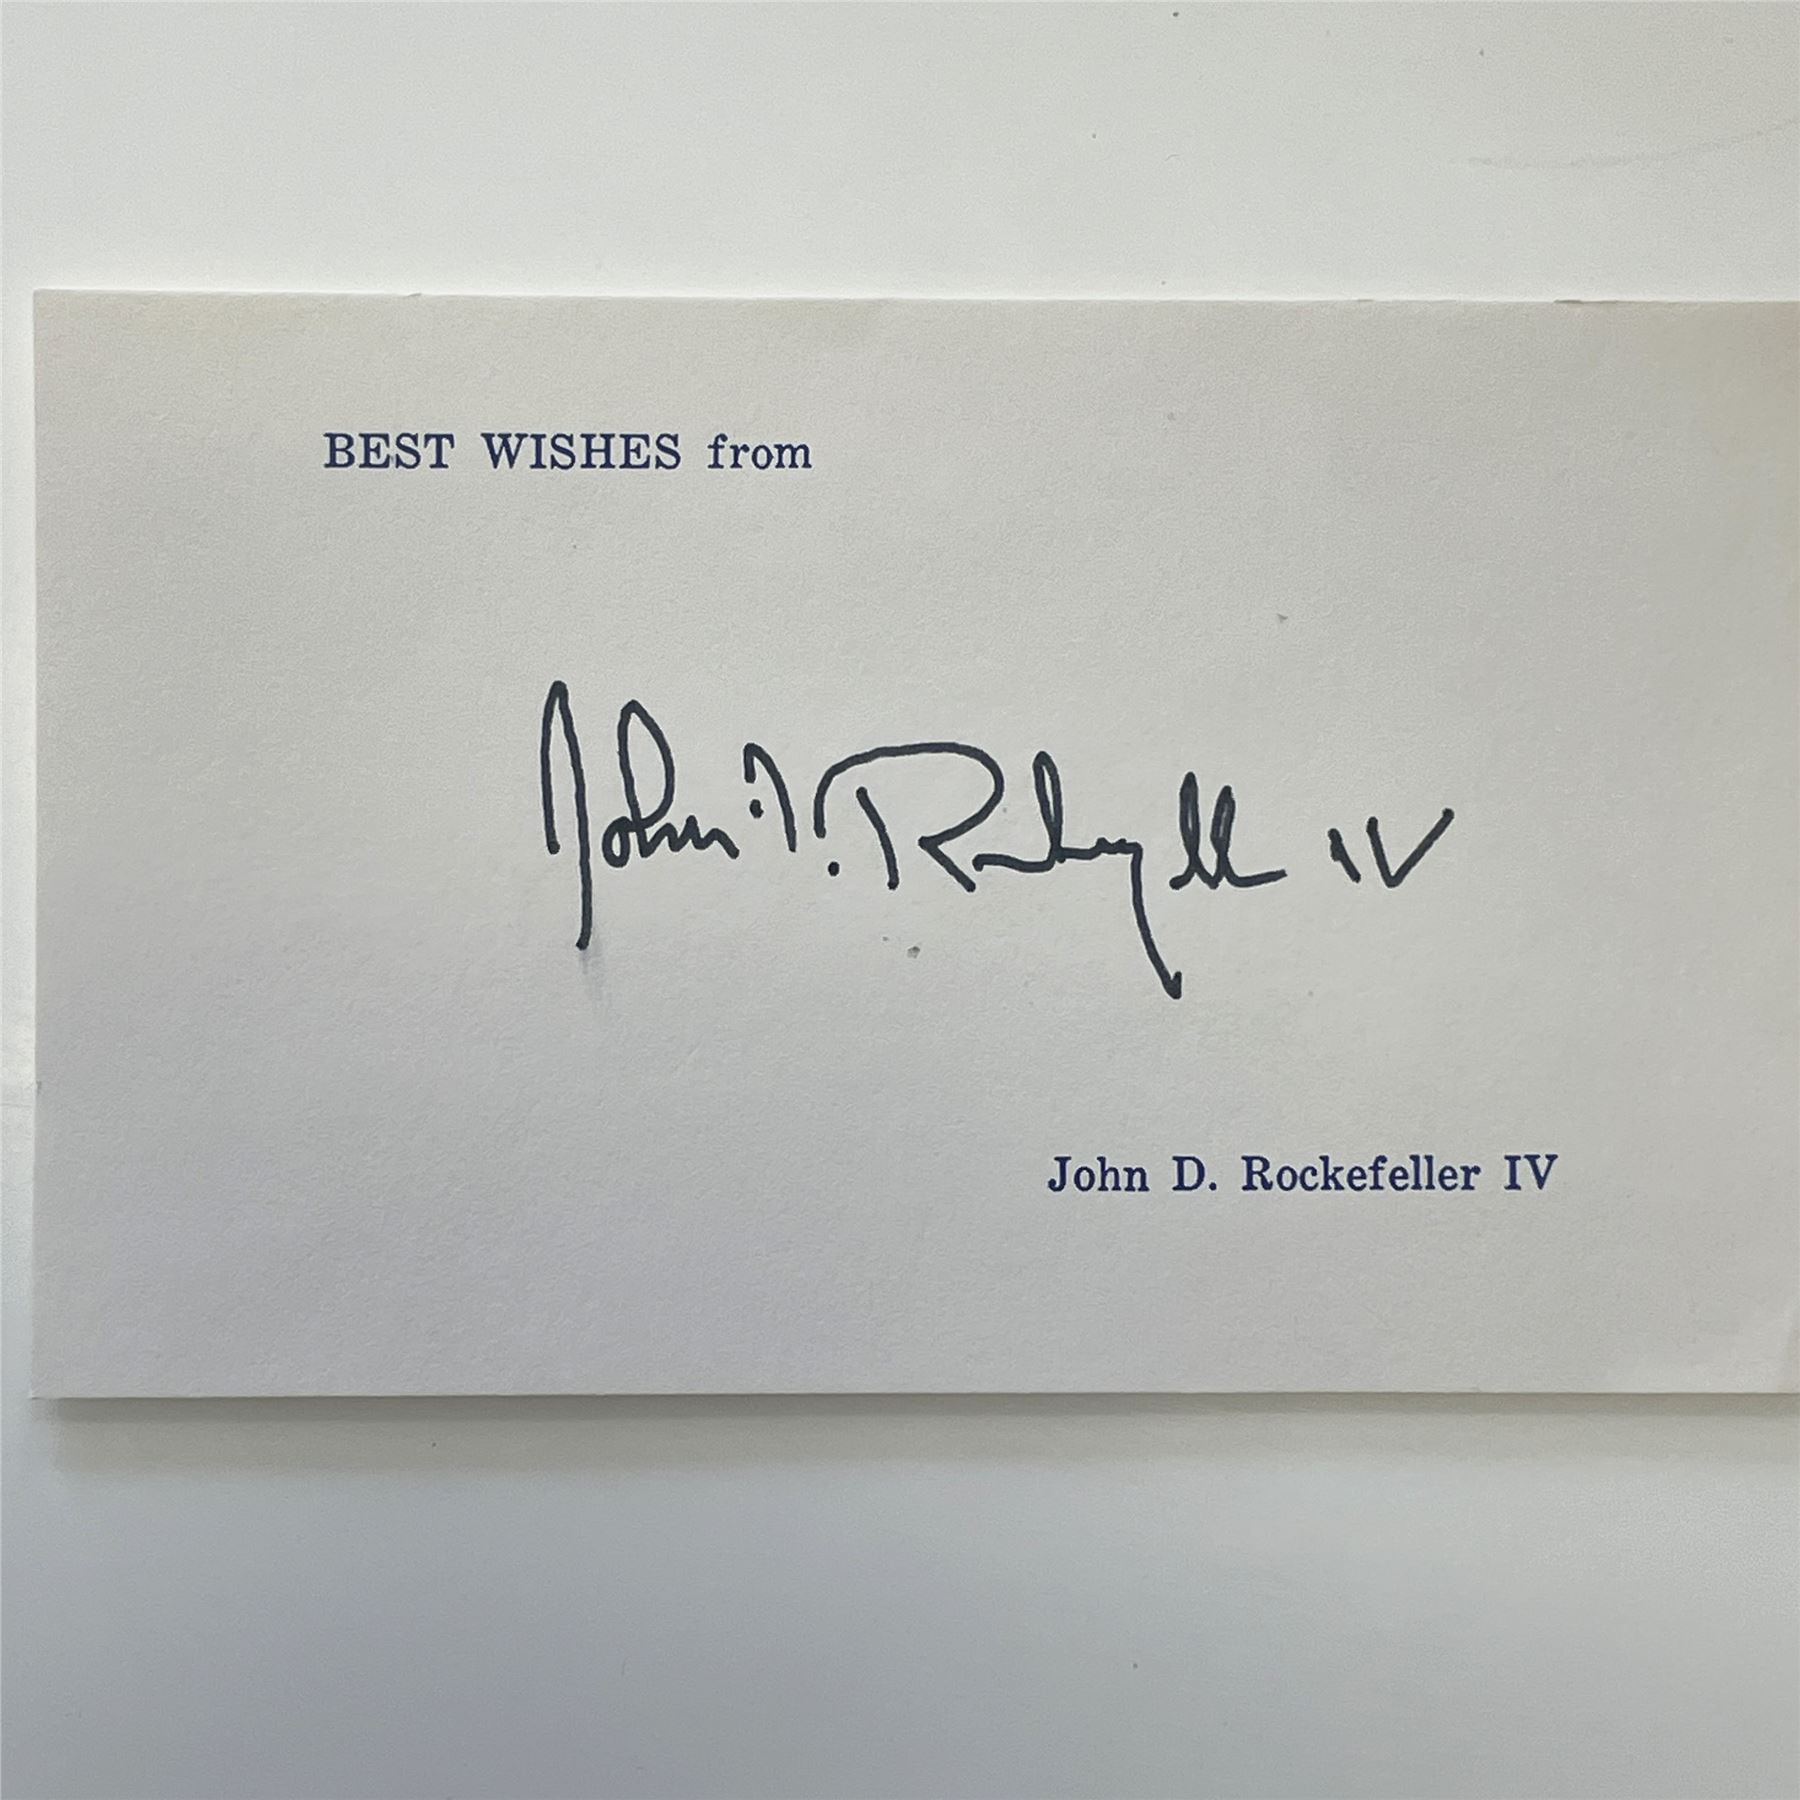 BEST WISHES from
John D. Rockefeller IV
John D. Rockefeller IV